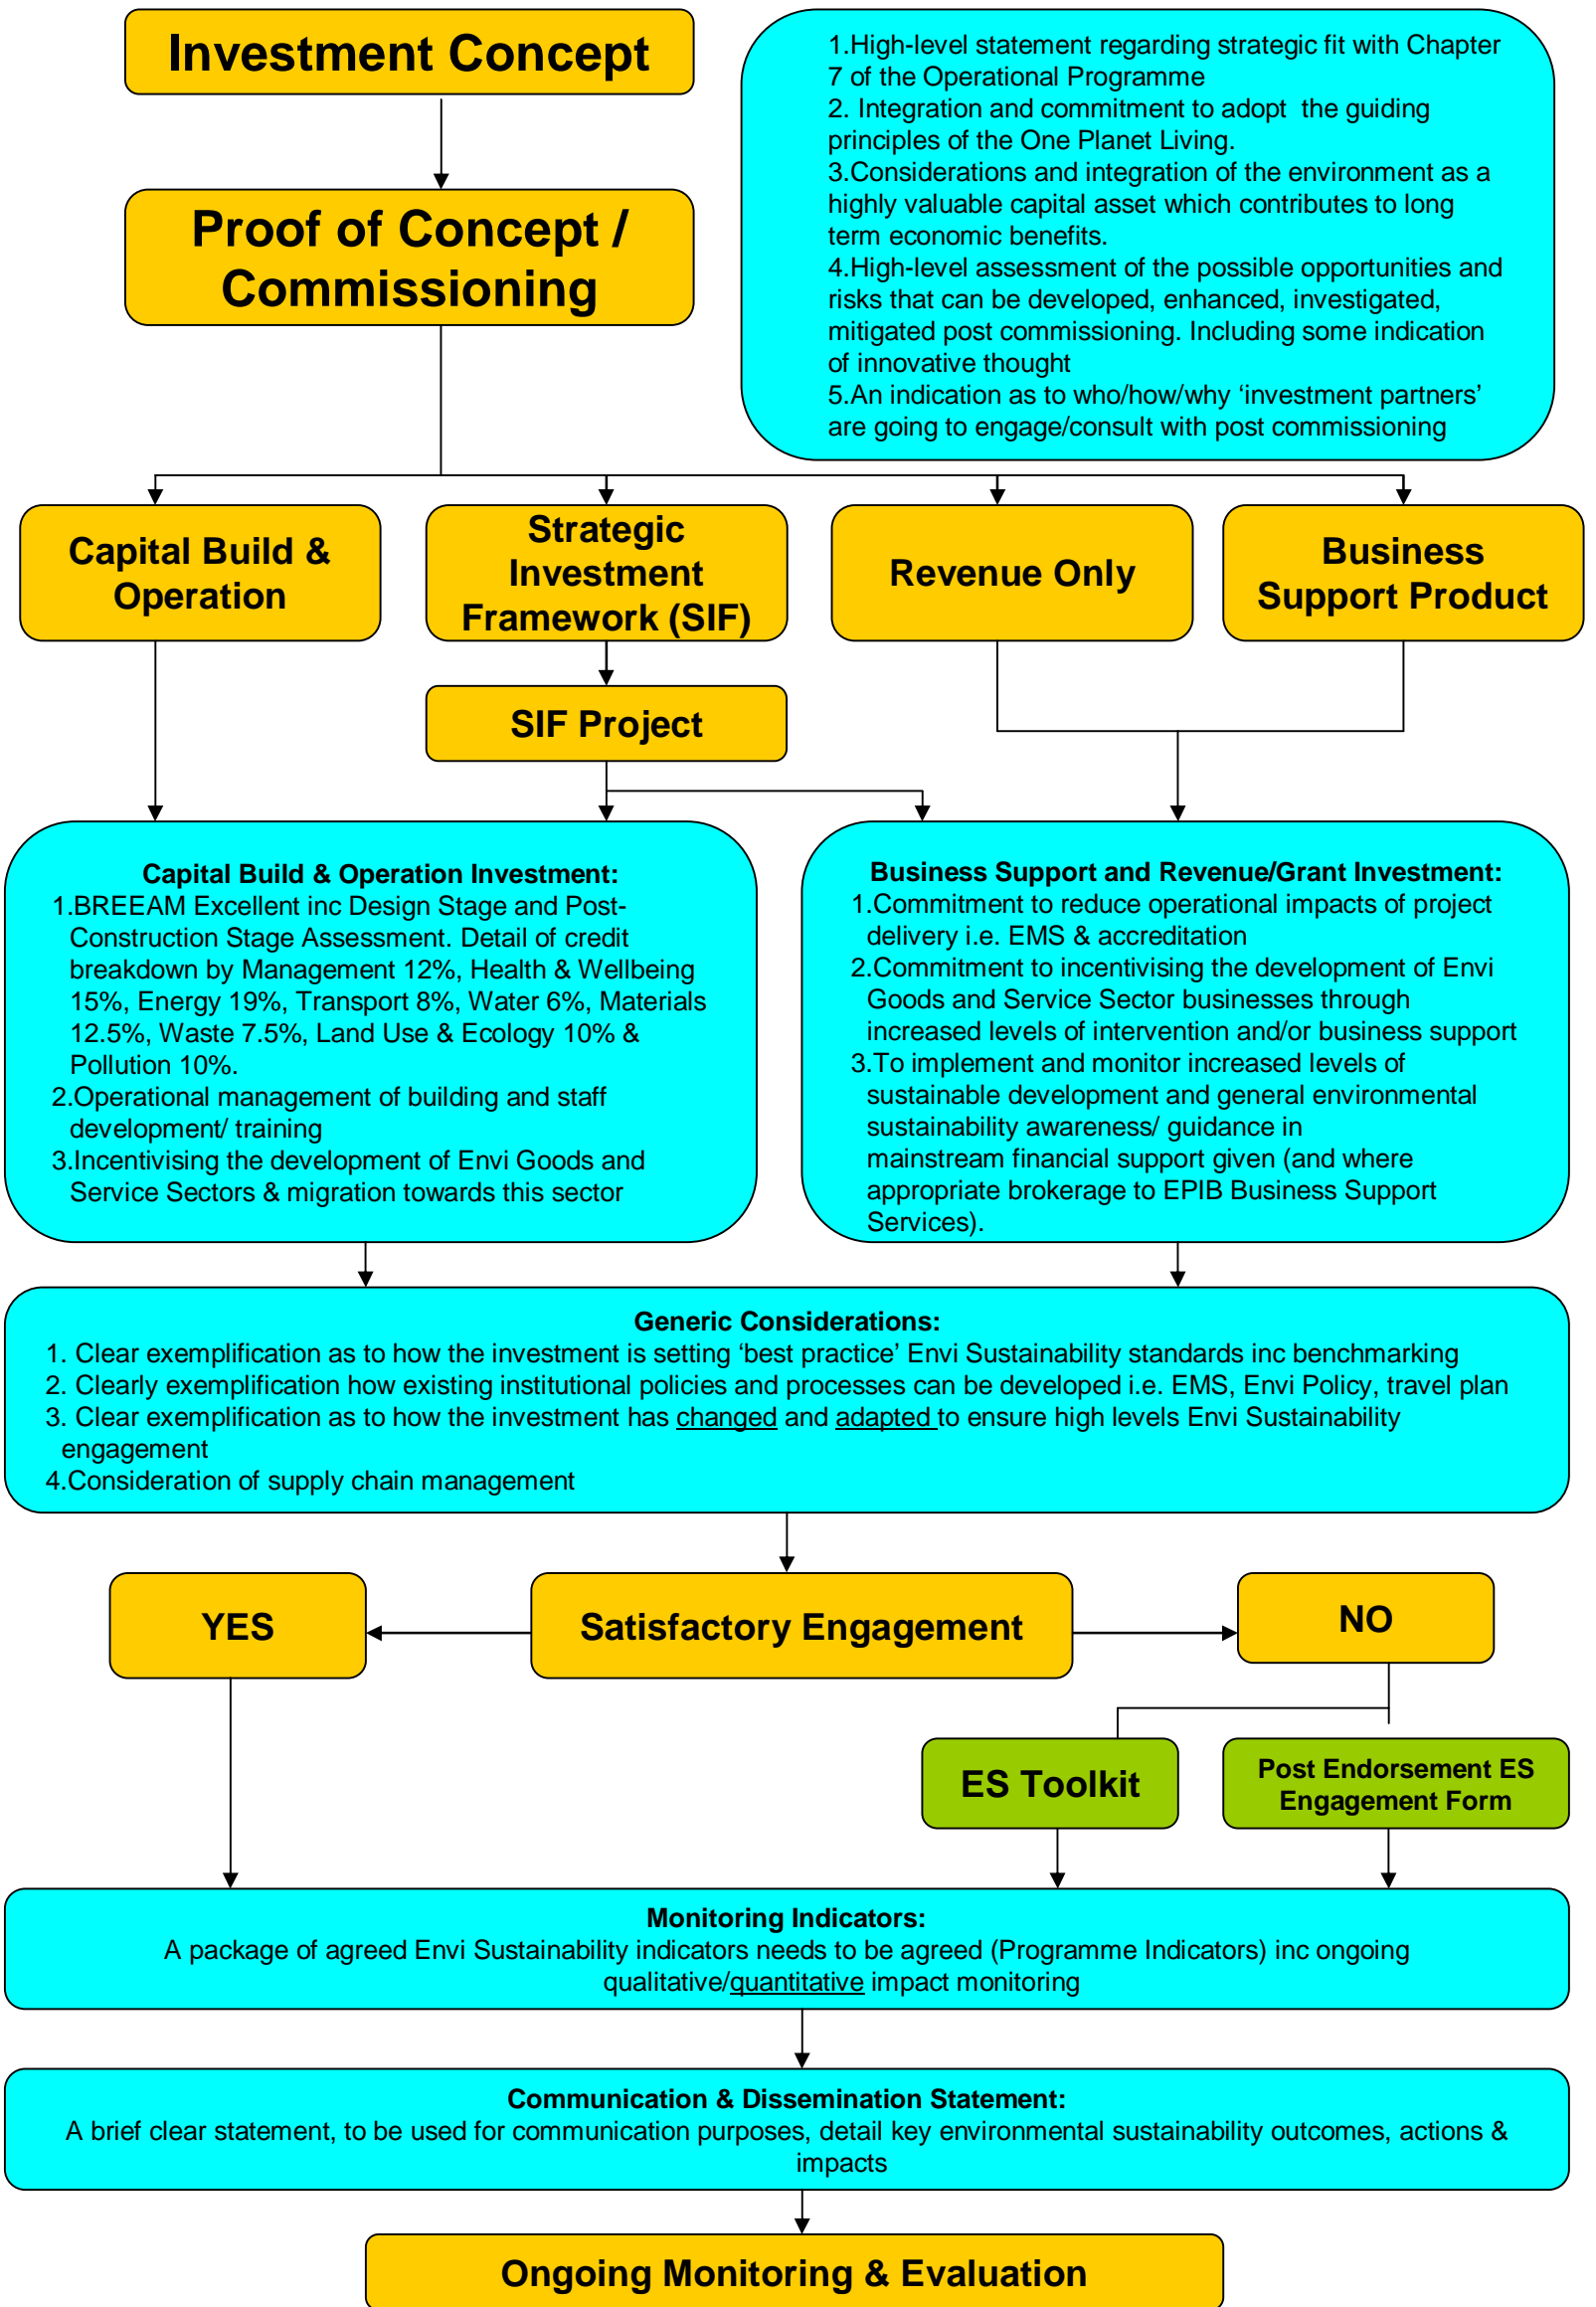 Investment Concept
1.High-level statement regarding strategic fit with Chapter
7 of the Operational Programme
2. Integration and commitment to adopt  the guiding
principles of the One Planet Living.
3.Considerations and integration of the environment as a
highly valuable capital asset which contributes to long
term economic benefits.
4.High-level assessment of the possible opportunities and
risks that can be developed, enhanced, investigated,
mitigated post commissioning. Including some indication
of innovative thought
5.An indication as to who/how/why ‘investment partners’
are going to engage/consult with post commissioning
Proof of Concept /
Commissioning
Capital Build &
Operation
Strategic
Investment
Framework (SIF)
Revenue Only
Business
Support Product
SIF Project
Capital Build & Operation Investment:
1.BREEAM Excellent inc Design Stage and Post-
Construction Stage Assessment. Detail of credit
breakdown by Management 12%, Health & Wellbeing
15%, Energy 19%, Transport 8%, Water 6%, Materials
12.5%, Waste 7.5%, Land Use & Ecology 10% &
Pollution 10%.
2.Operational management of building and staff
development/ training
3.Incentivising the development of Envi Goods and
Service Sectors & migration towards this sector
Business Support and Revenue/Grant Investment:
1.Commitment to reduce operational impacts of project
delivery i.e. EMS & accreditation
2.Commitment to incentivising the development of Envi
Goods and Service Sector businesses through
increased levels of intervention and/or business support
3.To implement and monitor increased levels of
sustainable development and general environmental
sustainability awareness/ guidance in
mainstream financial support given (and where
appropriate brokerage to EPIB Business Support
Services).
Generic Considerations:
1. Clear exemplification as to how the investment is setting ‘best practice’ Envi Sustainability standards inc benchmarking
2. Clearly exemplification how existing institutional policies and processes can be developed i.e. EMS, Envi Policy, travel plan
3. Clear exemplification as to how the investment has changed and adapted to ensure high levels Envi Sustainability
engagement
4.Consideration of supply chain management
YES
Satisfactory Engagement
NO
ES Toolkit
Post Endorsement ES
Engagement Form
Monitoring Indicators:
A package of agreed Envi Sustainability indicators needs to be agreed (Programme Indicators) inc ongoing
qualitative/quantitative impact monitoring
Communication & Dissemination Statement:
A brief clear statement, to be used for communication purposes, detail key environmental sustainability outcomes, actions &
impacts
Ongoing Monitoring & Evaluation